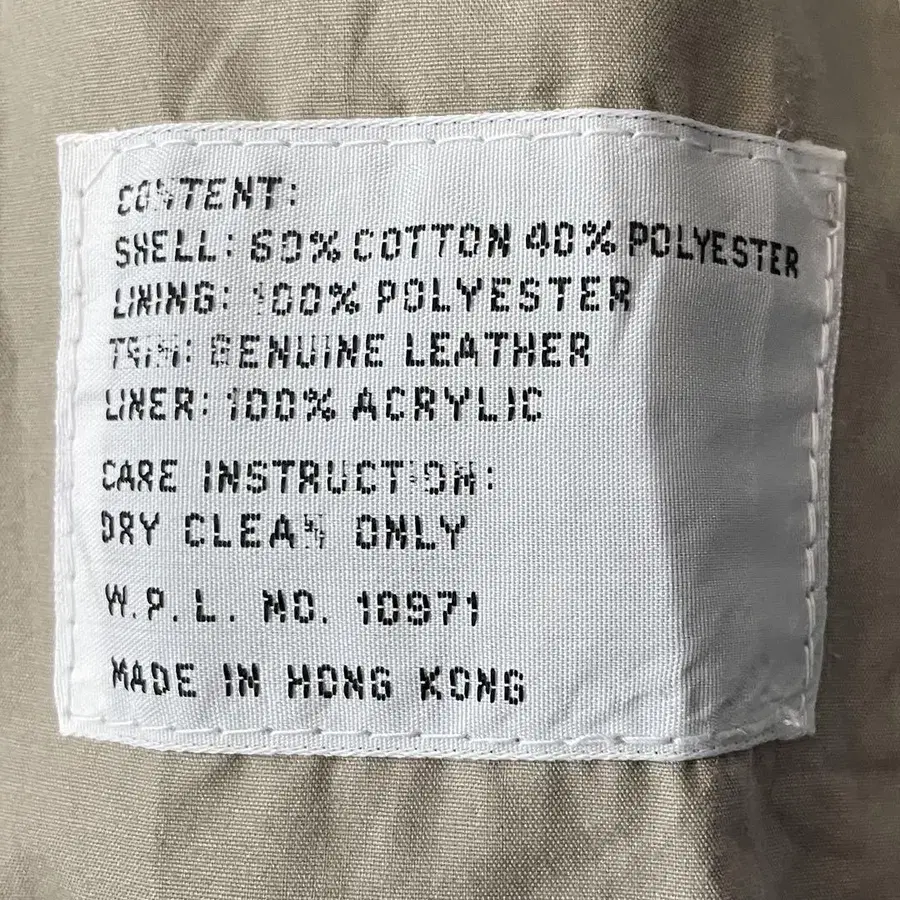 CONTENT:
SHELL: 60% COTTON 40% POLYESTER
LINING: 100% POLYESTER
TRIM: GENUINE LEATHER
LINER: 100% ACRYLIC
CARE INSTRUCTION:
DRY CLEAN ONLY
W.P.L. NO. 10971
MADE IN HONG KONG